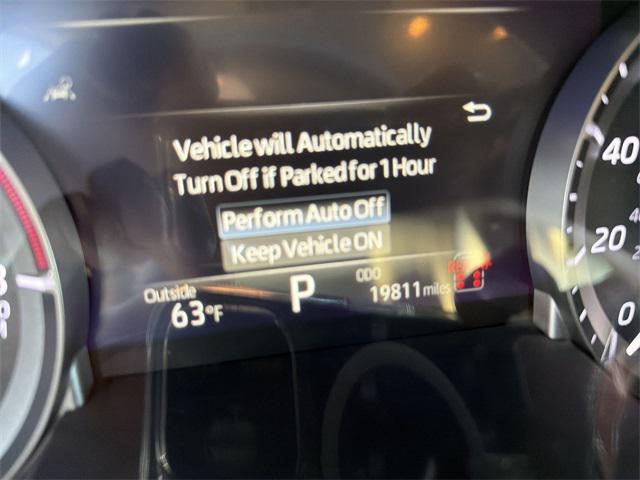 Vehicle will Automatically
Turn Off if Parked for 1 Hour
Perform Auto Off
Keep Vehicle ON
Outside
63°F
P
ODO
19811 miles
40
20
0